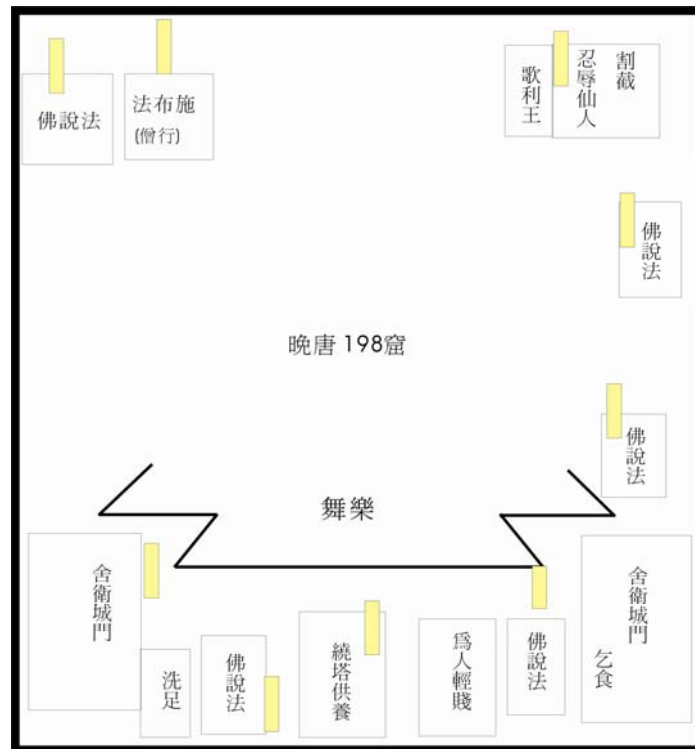 佛說法
法布施
(僧行)
歌利王
割截
忍辱仙人
佛說法
晚唐 198窟
佛說法
舞樂
舍衛城門
洗足
佛說法
繞塔供養
爲人輕賤
佛說法
舍衛城門
乞食